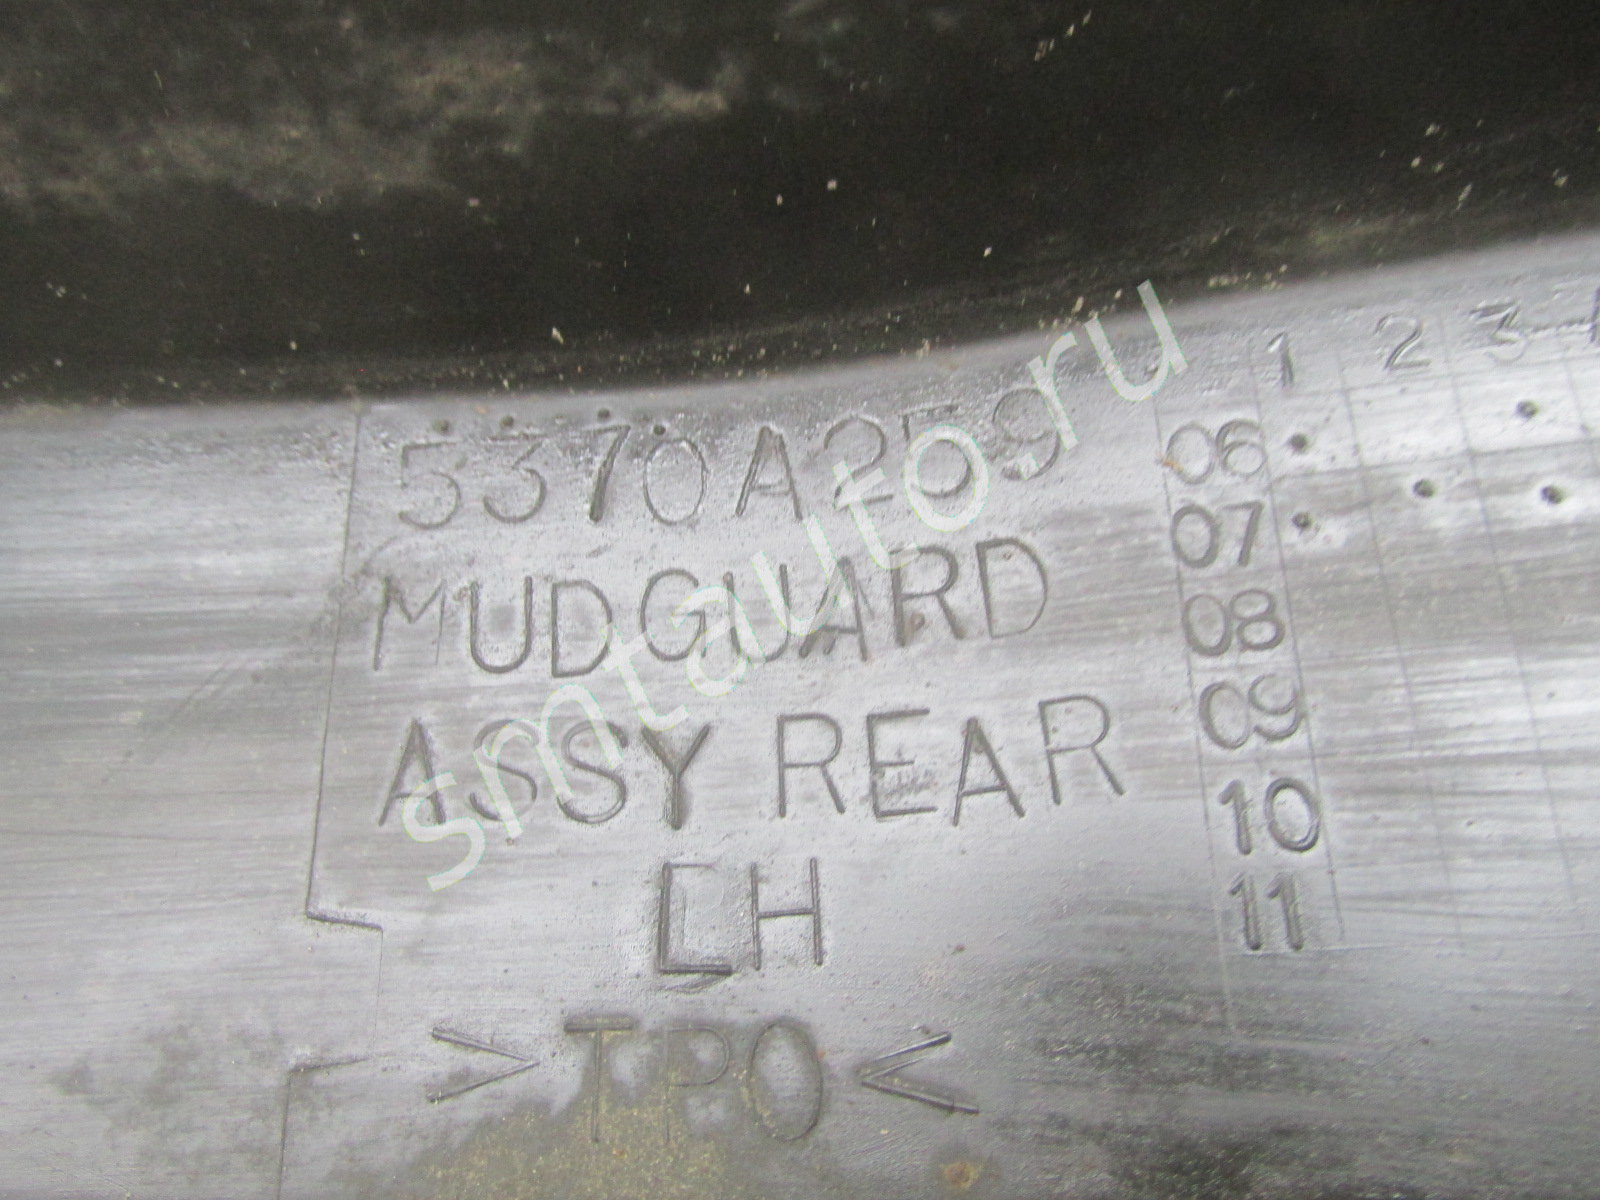 5370A259
MUDGUARD
ASSY REAR
LH
>TPO<
1 2 3
06
07
08
09
10
11
smtauto.ru